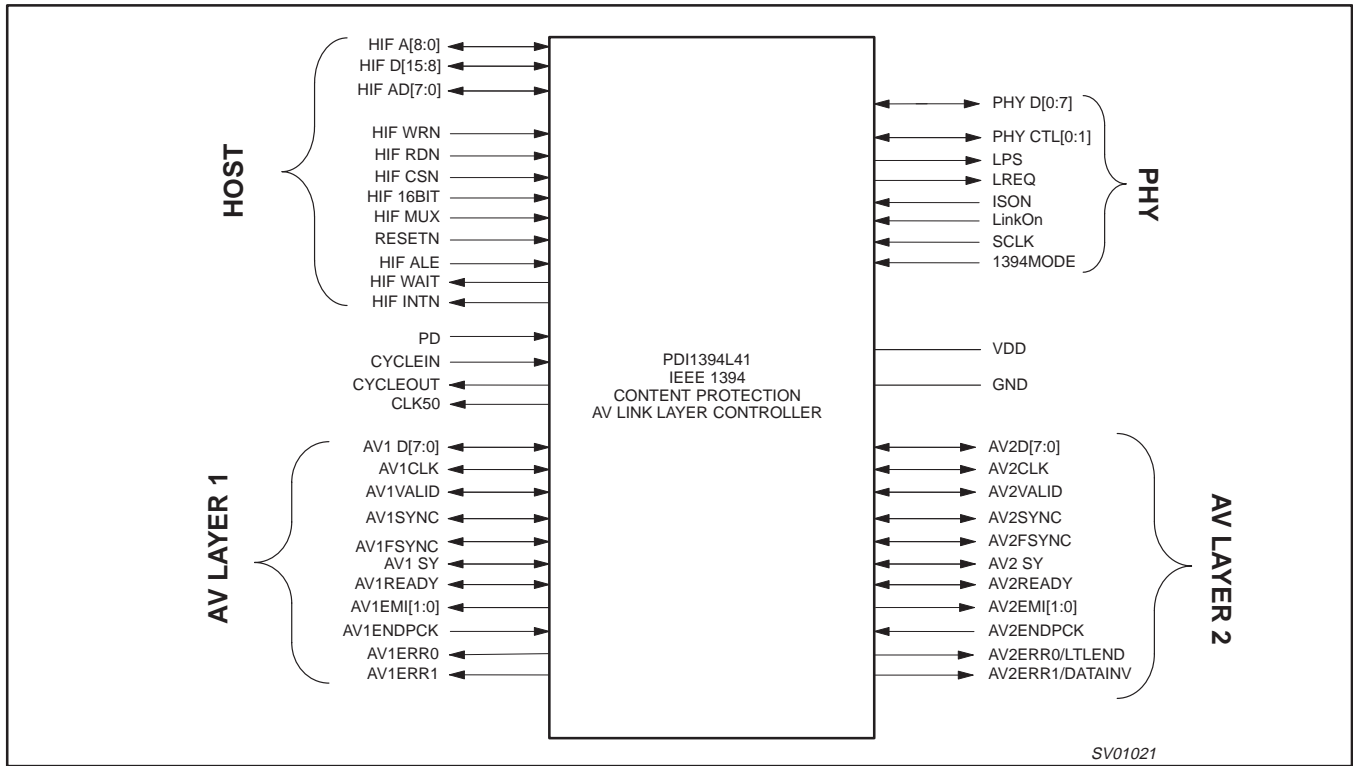 HOST
HIF A[8:0]
HIF D[15:8]
HIF AD[7:0]
HIF WRN
HIF RDN
HIF CSN
HIF 16BIT
HIF MUX
RESETN
HIF ALE
HIF WAIT
HIF INTN
PD
CYCLEIN
CYCLEOUT
CLK50
AV LAYER 1
AV1 D[7:0]
AV1CLK
AV1VALID
AV1SYNC
AV1FSYNC
AV1 SY
AV1READY
AV1EMI[1:0]
AV1ENDPCK
AV1ERR0
AV1ERR1
PDI1394L41
IEEE 1394
CONTENT PROTECTION
AV LINK LAYER CONTROLLER
PHY D[0:7]
PHY CTL[0:1]
LPS
LREQ
ISON
LinkOn
SCLK
1394MODE
PHY
VDD
GND
AV2D[7:0]
AV2CLK
AV2VALID
AV2SYNC
AV2FSYNC
AV2 SY
AV2READY
AV2EMI[1:0]
AV2ENDPCK
AV2ERR0/LTLEND
AV2ERR1/DATAINV
AV LAYER 2
SV01021